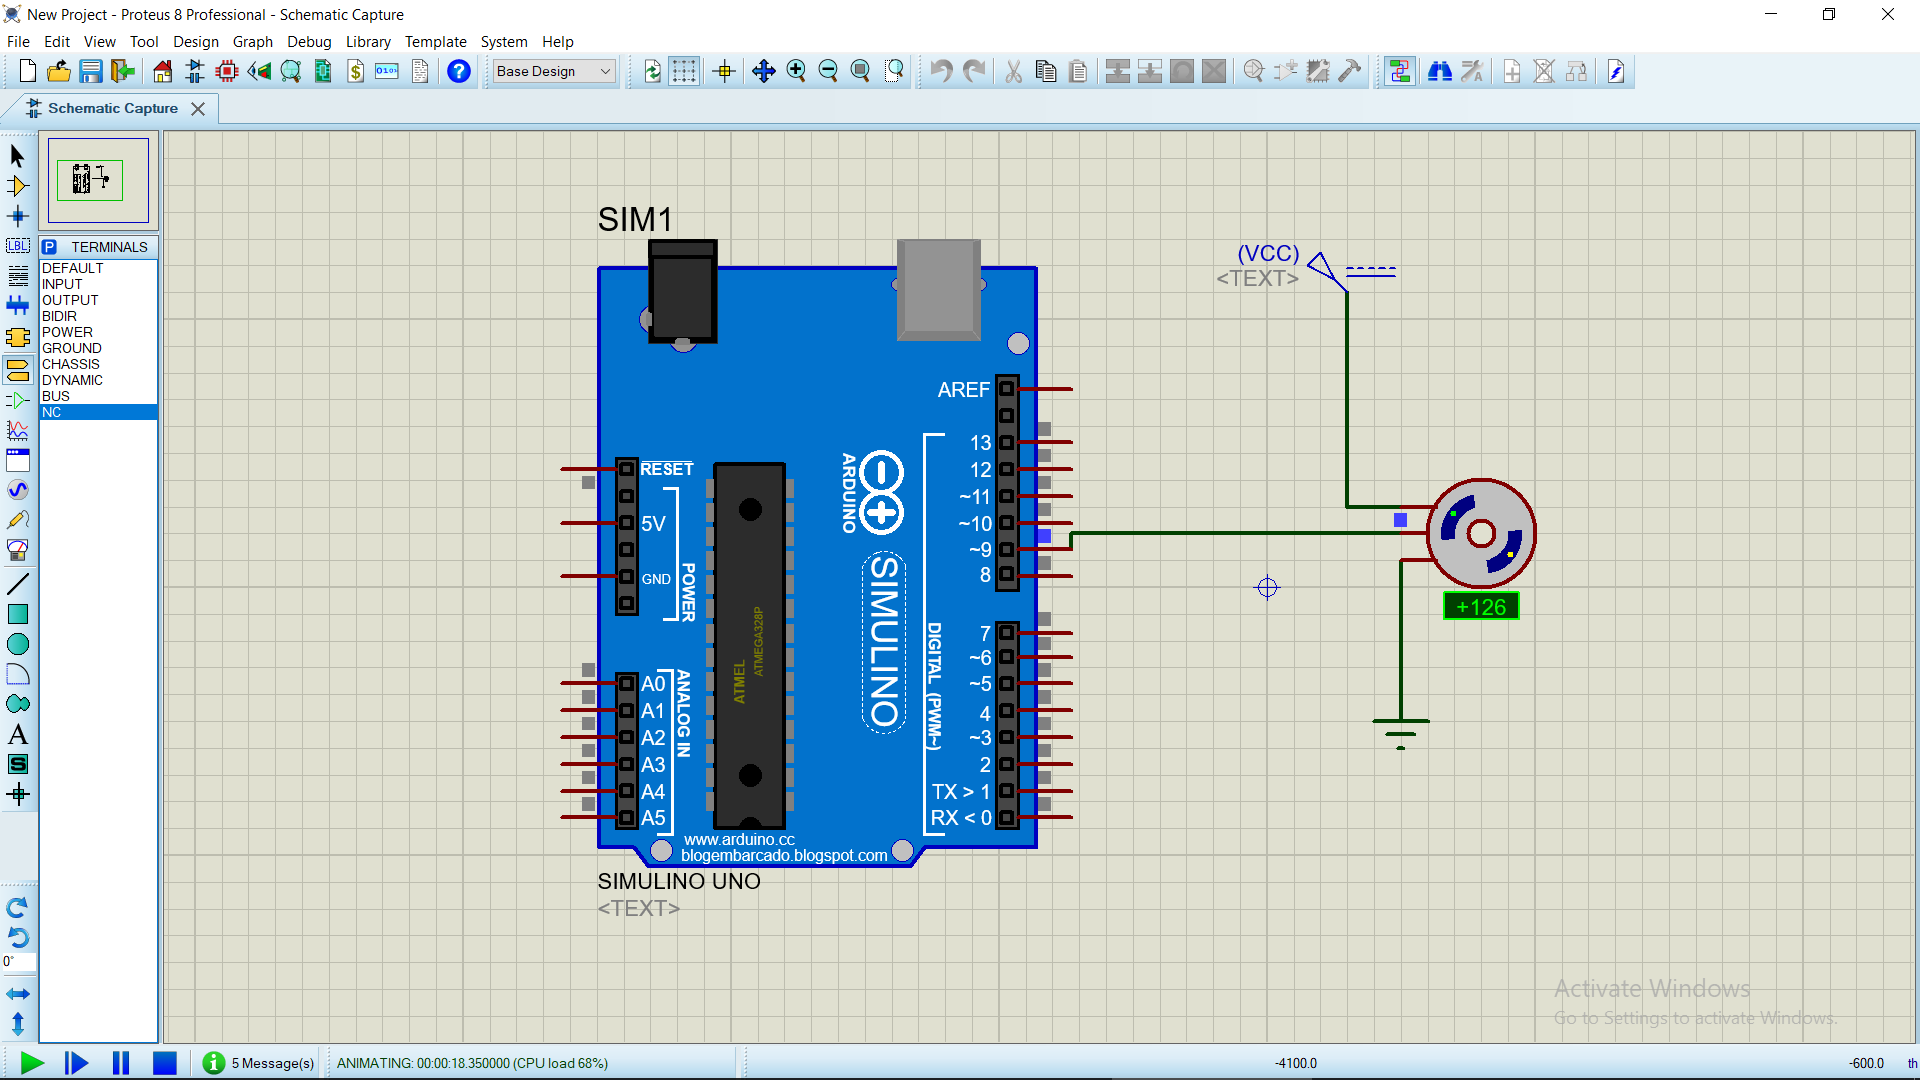 New Project - Proteus 8 Professional - Schematic Capture
File Edit View Tool Design Graph Debug Library Template System Help
Base Design
Schematic Capture
TERMINALS
DEFAULT
INPUT
OUTPUT
BIDIR
POWER
GROUND
CHASSIS
DYNAMIC
BUS
NC
0°
SIM1
RESET
5V
GND
POWER
A0
A1
A2
A3
A4
A5
ANALOG IN
ATMEL
ATMEGA328P
ARDUINO
SIMULINO
AREF
13
12
~11
~10
~9
8
7
~6
~5
4
~3
2
TX > 1
RX < 0
DIGITAL (PWM~)
www.arduino.cc
blogembarcado.blogspot.com
SIMULINO UNO
<TEXT>
(VCC)
<TEXT>
+126
Activate Windows
Go to Settings to activate Windows.
5 Message(s)
ANIMATING: 00:00:18.350000 (CPU load 68%)
-4100.0
-600.0
th